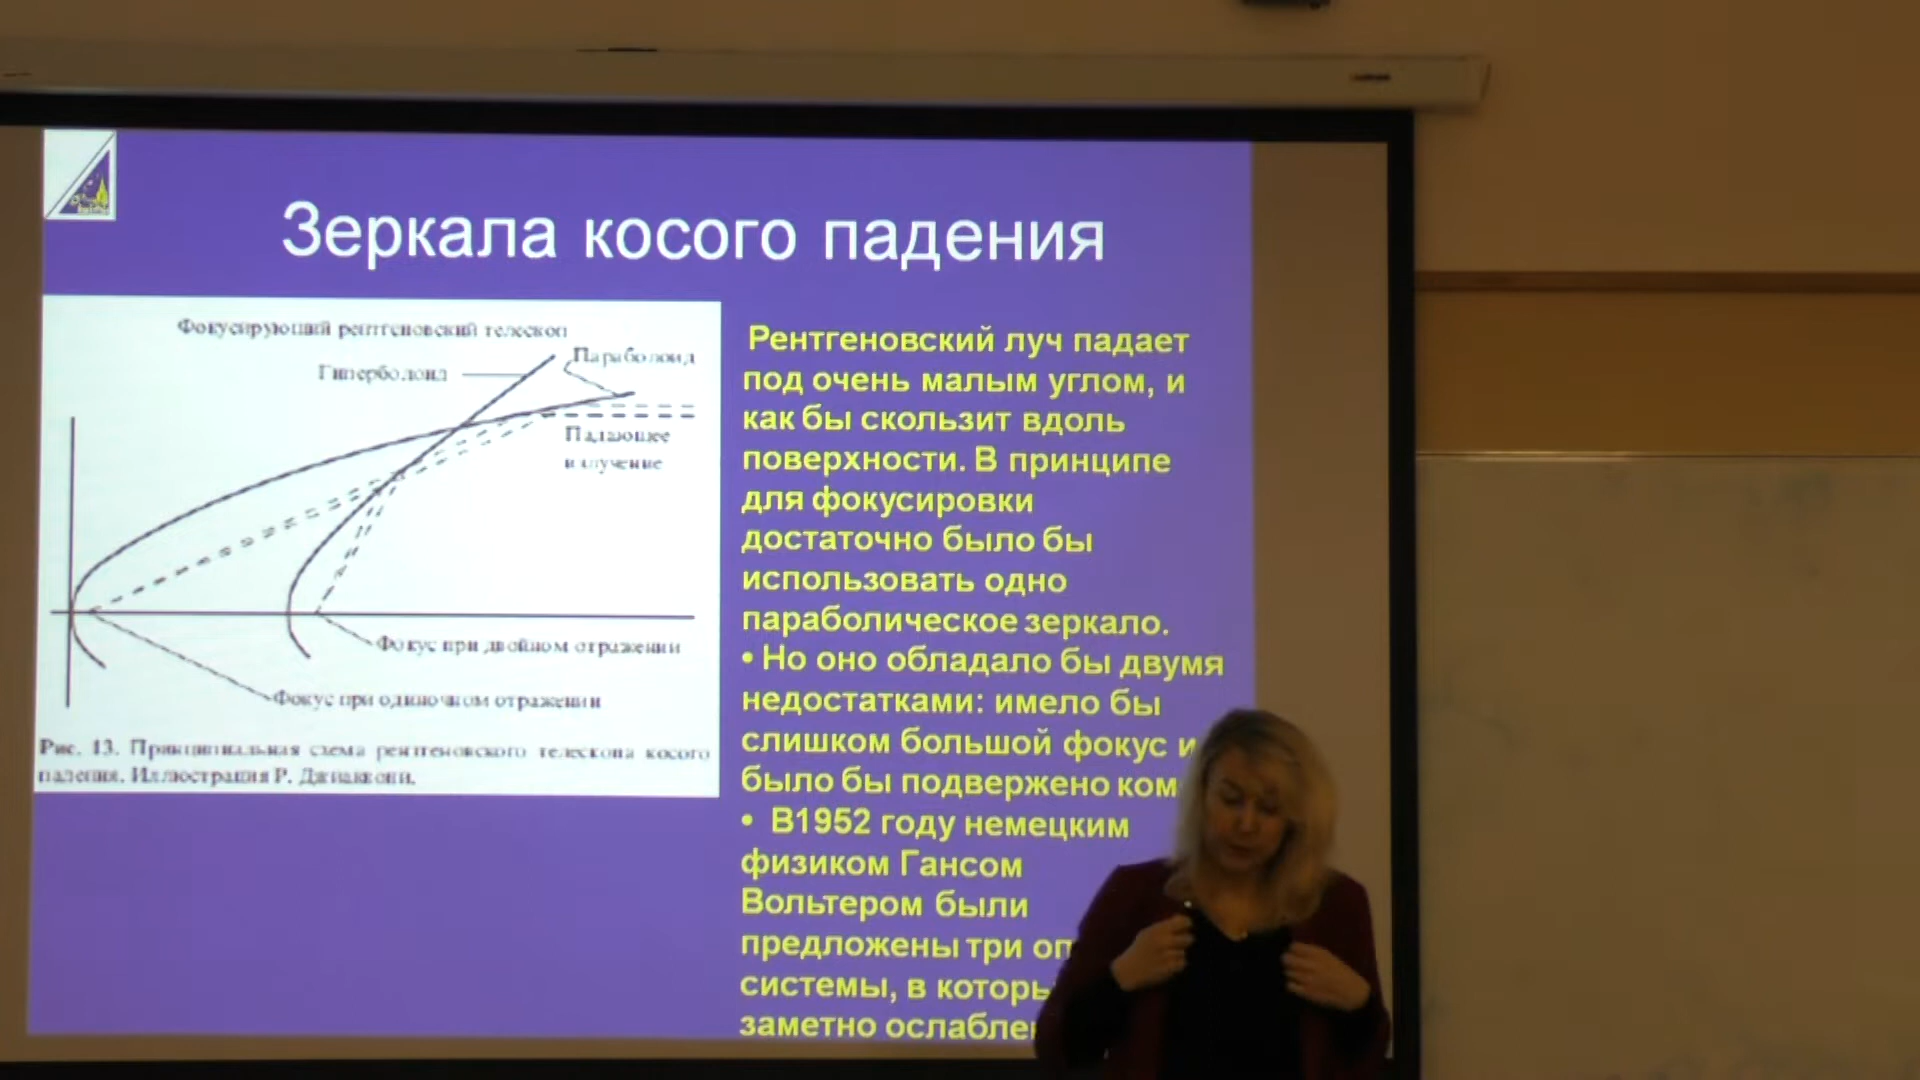 Зеркала косого падения
Фокусирующий рентгеновский телескоп
Параболоид
Гиперболоид
Падающее
излучение
Фокус при двойном отражении
Фокус при одиночном отражении
Рис. 13. Принципиальная схема рентгеновского телескопа косого
падения. Иллюстрация Р. Джиаккони.
Рентгеновский луч падает
под очень малым углом, и
как бы скользит вдоль
поверхности. В принципе
для фокусировки
достаточно было бы
использовать одно
параболическое зеркало.
• Но оно обладало бы двумя
недостатками: имело бы
слишком большой фокус и
было бы подвержено ком
• В1952 году немецким
физиком Гансом
Вольтером были
предложены три оп
системы, в которы
заметно ослабле